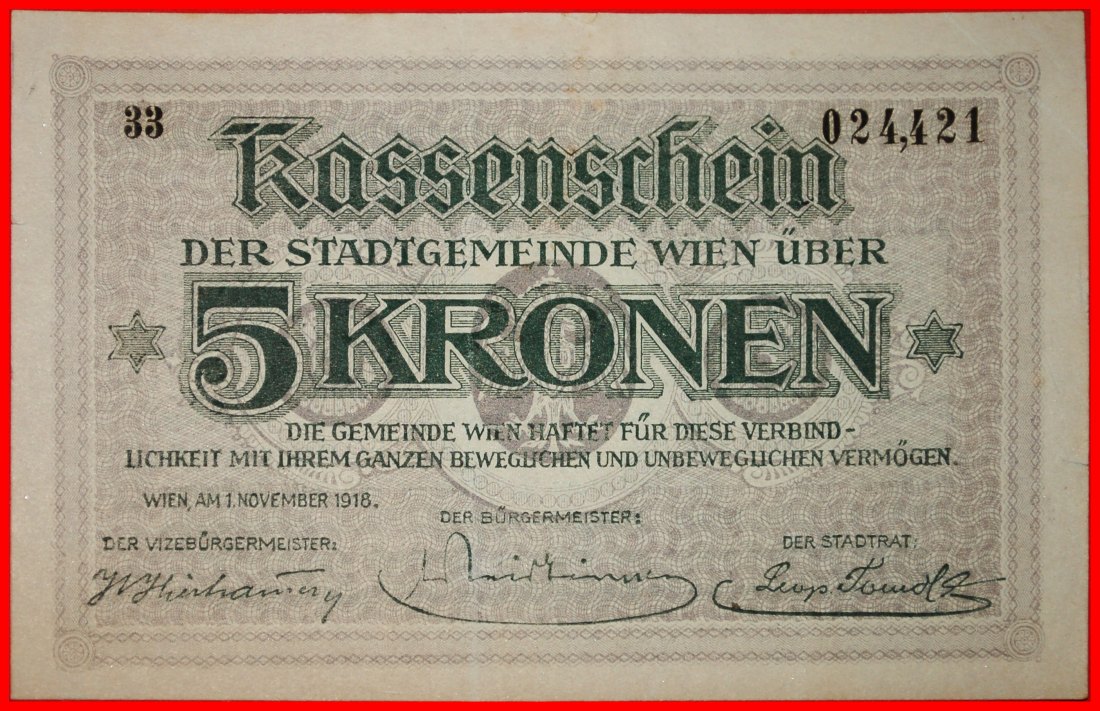 33
024,421
Kassenschein
DER STADTGEMEINDE WIEN ÜBER
5 KRONEN
DIE GEMEINDE WIEN HAFTET FÜR DIESE VERBIND-
LICHKEIT MIT IHREM GANZEN BEWEGLICHEN UND UNBEWEGLICHEN VERMÖGEN.
WIEN, AM 1. NOVEMBER 1918.
DER BÜRGERMEISTER:
DER VIZEBÜRGERMEISTER:
DER STADTRAT:
Leop